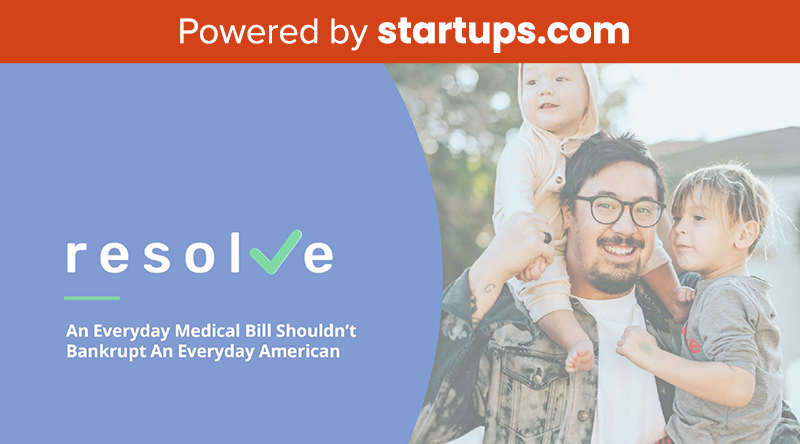 Powered by startups.com
resolve
An Everyday Medical Bill Shouldn't
Bankrupt An Everyday American